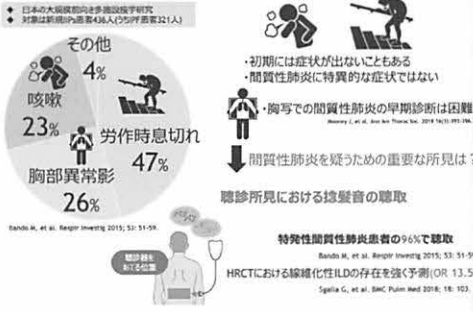 ◆ 日本の大規模前向き多施設疫学研究
◆ 対象は新規IIPs患者436人(うちIPF患者321人)
その他
4%
咳嗽
23%
労作時息切れ
47%
胸部異常影
26%
Bando M, et al. Respir Investig 2015; 53: 51-59.
・初期には症状が出ないこともある
・間質性肺炎に特異的な症状ではない
・胸写での間質性肺炎の早期診断は困難
間質性肺炎を疑うための重要な所見は?
聴診所見における捻髪音の聴取
聴診器を
あてる位置
特発性間質性肺炎患者の96%で聴取
Bando M, et al. Respir Investig 2015; 53: 51-59
HRCTにおける線維化性ILDの存在を強く予測(OR 13.5
Sgalla G, et al. BMC Pulm Med 2018; 18: 103.